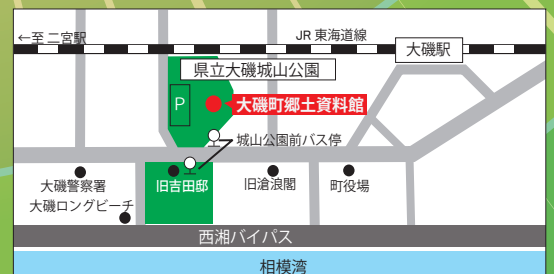 ←至 二宮駅
JR 東海道線
大磯駅
県立大磯城山公園
P
大磯町郷土資料館
城山公園前バス停
大磯警察署
旧吉田邸
旧滄浪閣
町役場
大磯ロングビーチ
西湘バイパス
相模湾